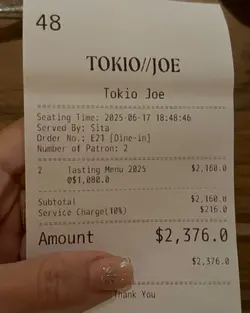 48
TOKIO//JOE
Tokio Joe
Seating Time: 2025-06-17 18:48:46
Served By: Sita
Order No.: E21 [Dine-in]
Number of Patron: 2
2 Tasting Menu 2025 $2,160.0
@$1,080.0
Subtotal $2,160.0
Service Charge(10%) $216.0
Amount $2,376.0
$2,376.0
Thank You